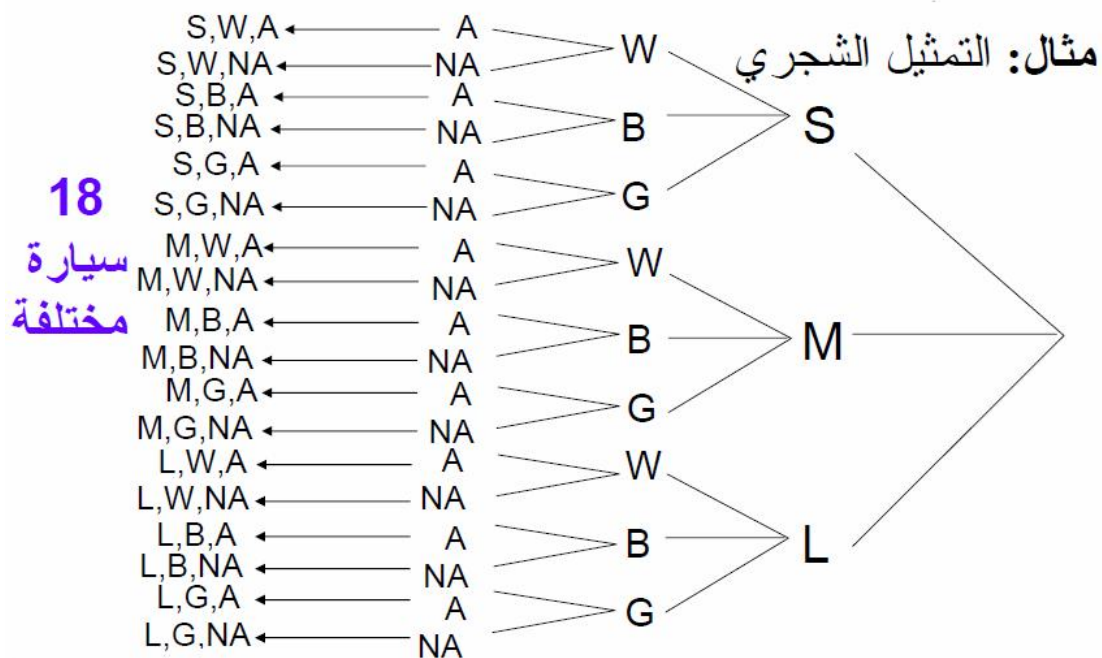 مثال: التمثيل الشجري
S
M
L
W
B
G
W
B
G
W
B
G
A
NA
A
NA
A
NA
A
NA
A
NA
A
NA
A
NA
A
NA
A
NA
S,W,A
S,W,NA
S,B,A
S,B,NA
S,G,A
S,G,NA
M,W,A
M,W,NA
M,B,A
M,B,NA
M,G,A
M,G,NA
L,W,A
L,W,NA
L,B,A
L,B,NA
L,G,A
L,G,NA
18
سيارة
مختلفة